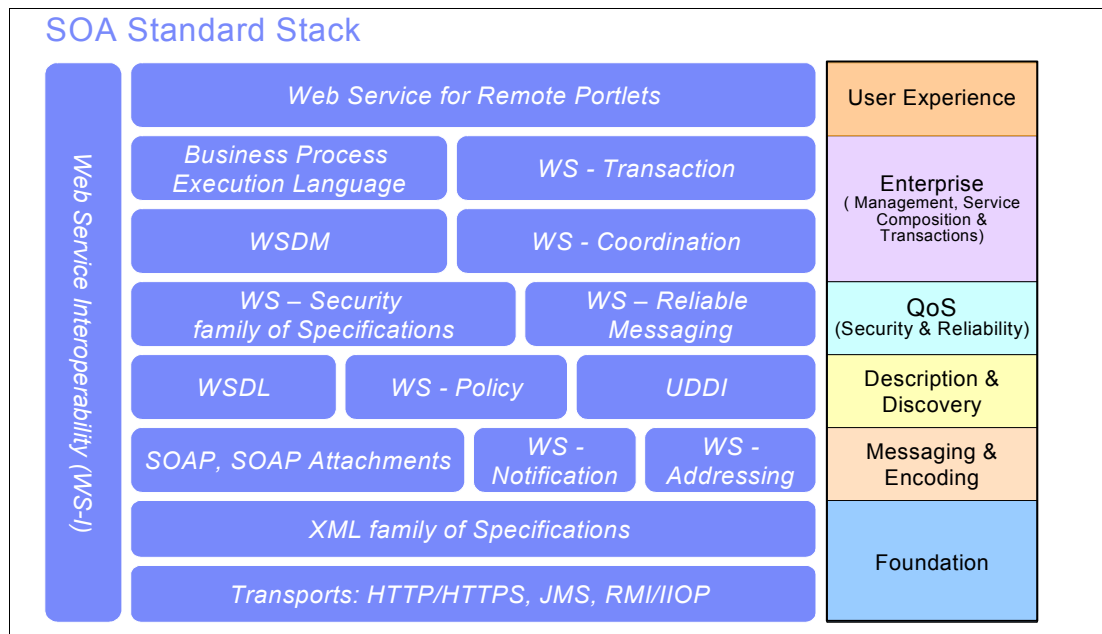 SOA Standard Stack
Web Service Interoperability (WS-I)
Web Service for Remote Portlets
User Experience
Business Process
Execution Language
WS - Transaction
WSDM
WS - Coordination
Enterprise
( Management, Service
Composition &
Transactions)
WS – Security
family of Specifications
WS – Reliable
Messaging
QoS
(Security & Reliability)
WSDL
WS - Policy
UDDI
Description &
Discovery
SOAP, SOAP Attachments
WS -
Notification
WS -
Addressing
Messaging &
Encoding
XML family of Specifications
Transports: HTTP/HTTPS, JMS, RMI/IIOP
Foundation